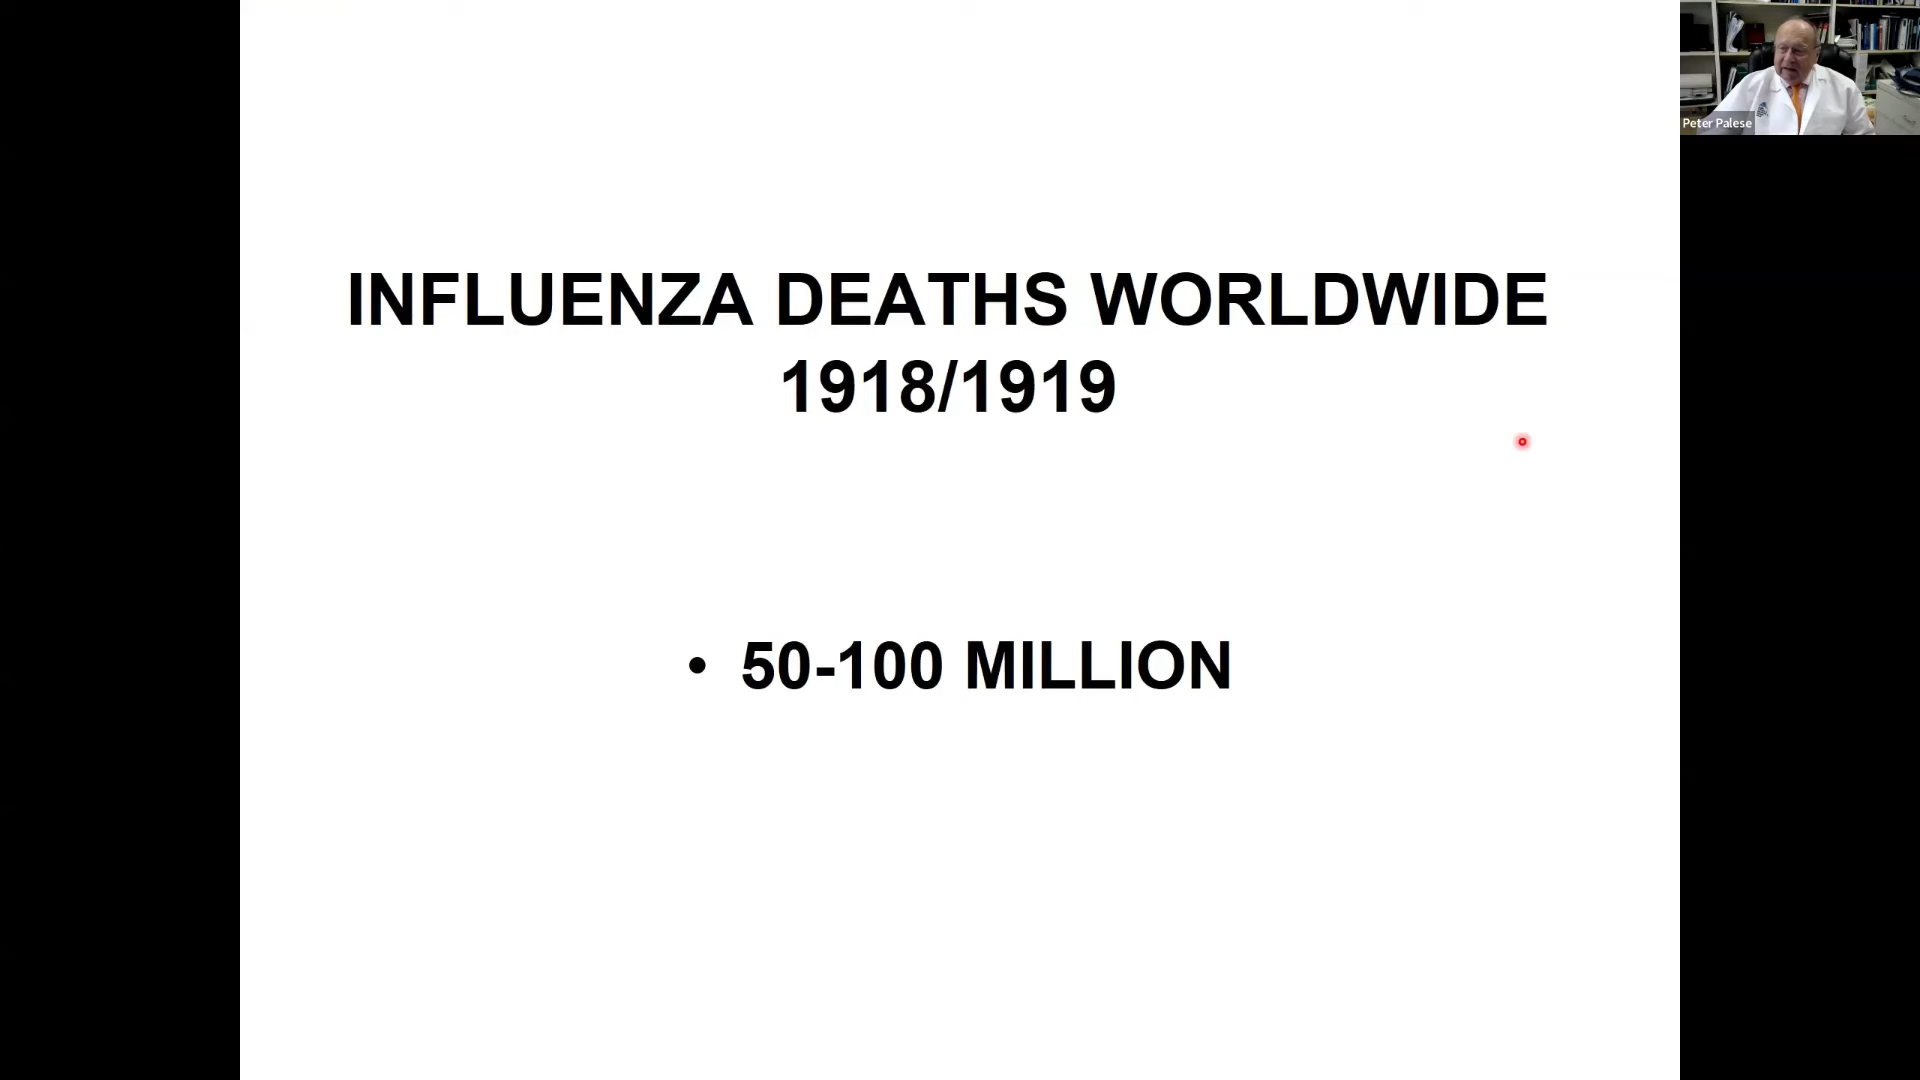 INFLUENZA DEATHS WORLDWIDE
1918/1919
• 50-100 MILLION
Peter Palese